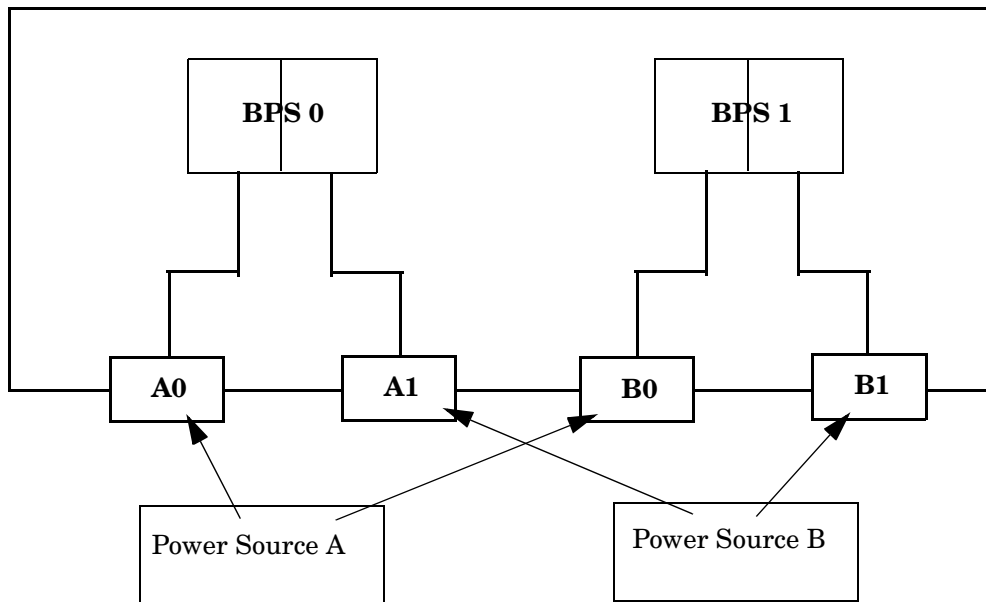 BPS 0
BPS 1
A0
A1
B0
B1
Power Source A
Power Source B